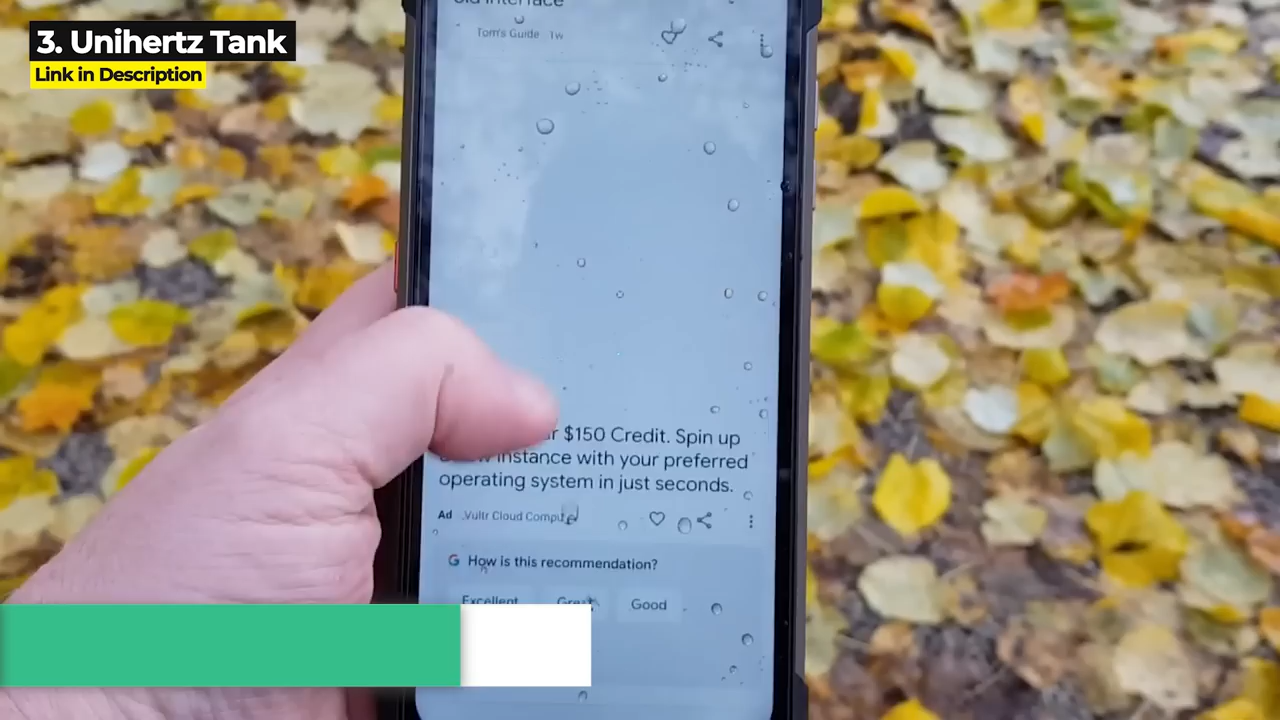 3. Unihertz Tank
Link in Description
Tom's Guide 1w
$150 Credit. Spin up
instance with your preferred
operating system in just seconds.
Ad Vultr Cloud Compute
G How is this recommendation?
Excellent Great Good